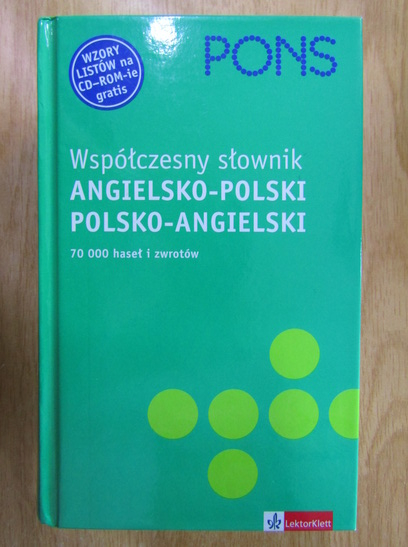 WZORY
LISTÓW na
CD-ROM-ie
gratis
PONS
Współczesny słownik
ANGIELSKO-POLSKI
POLSKO-ANGIELSKI
70 000 haseł i zwrotów
LektorKlett